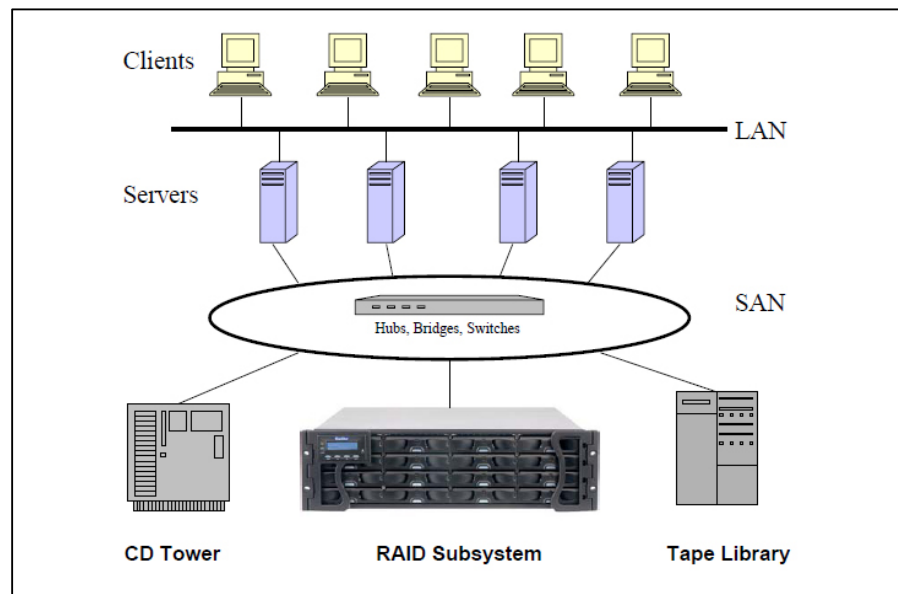 Clients
LAN
Servers
SAN
Hubs, Bridges, Switches
CD Tower
RAID Subsystem
Tape Library